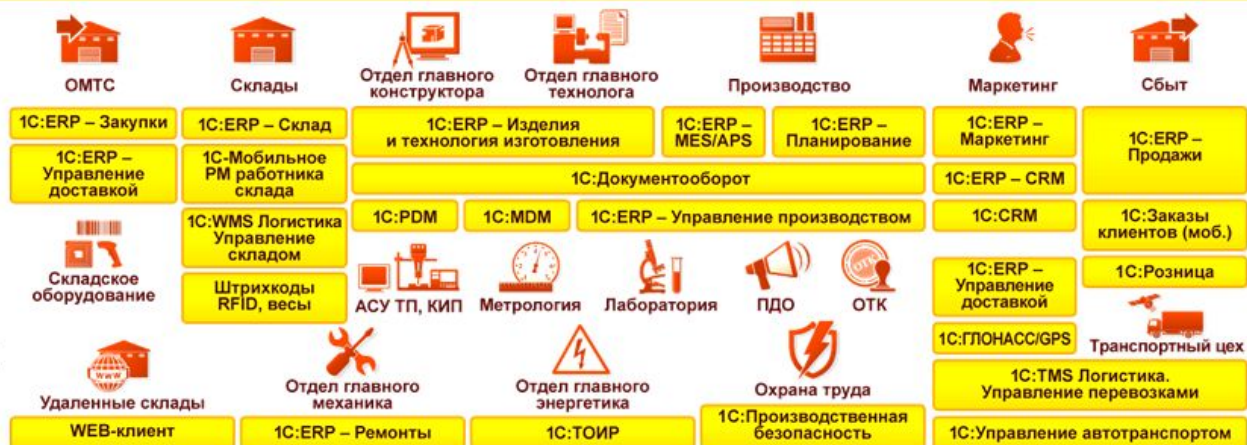 ОМТС
Склады
Отдел главного
конструктора
Отдел главного
технолога
Производство
Маркетинг
Сбыт
1С:ERP – Закупки
1С:ERP – Склад
1С:ERP – Изделия
и технология изготовления
1С:ERP –
MES/APS
1С:ERP –
Планирование
1С:ERP –
Маркетинг
1С:ERP –
Продажи
1С:ERP –
Управление
доставкой
1С-Мобильное
РМ работника
склада
1С:Документооборот
1С:ERP – CRM
1С:PDM
1С:MDM
1С:ERP – Управление производством
1С:CRM
1С:Заказы
клиентов (моб.)
1С:WMS Логистика
Управление
складом
Складское
оборудование
Штрихкоды
RFID, весы
АСУ ТП, КИП
Метрология
Лаборатория
ПДО
ОТК
ОТК
1С:ERP –
Управление
доставкой
1С:Розница
1С:ГЛОНАСС/GPS
Транспортный цех
WWW
Удаленные склады
Отдел главного
механика
Отдел главного
энергетика
Охрана труда
1С:TMS Логистика.
Управление перевозками
WEB-клиент
1С:ERP – Ремонты
1С:ТОИР
1С:Производственная
безопасность
1С:Управление автотранспортом